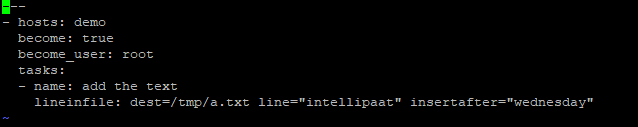 ---
- hosts: demo
  become: true
  become_user: root
  tasks:
  - name: add the text
    lineinfile: dest=/tmp/a.txt line="intellipaat" insertafter="wednesday"
~